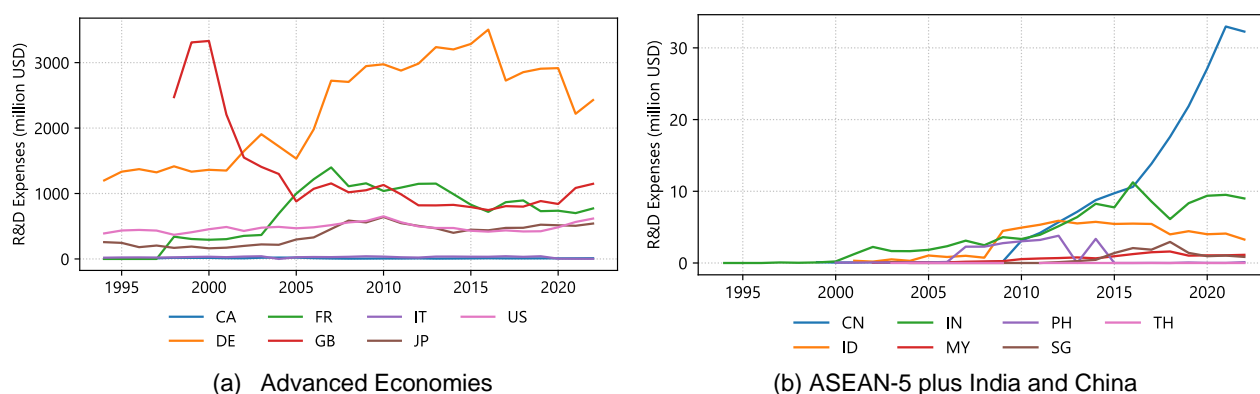 R&D Expenses (million USD)
3000
2000
1000
0
1995 2000 2005 2010 2015 2020
CA FR IT US
DE GB JP
(a) Advanced Economies
R&D Expenses (million USD)
30
20
10
0
1995 2000 2005 2010 2015 2020
CN IN PH TH
ID MY SG
(b) ASEAN-5 plus India and China